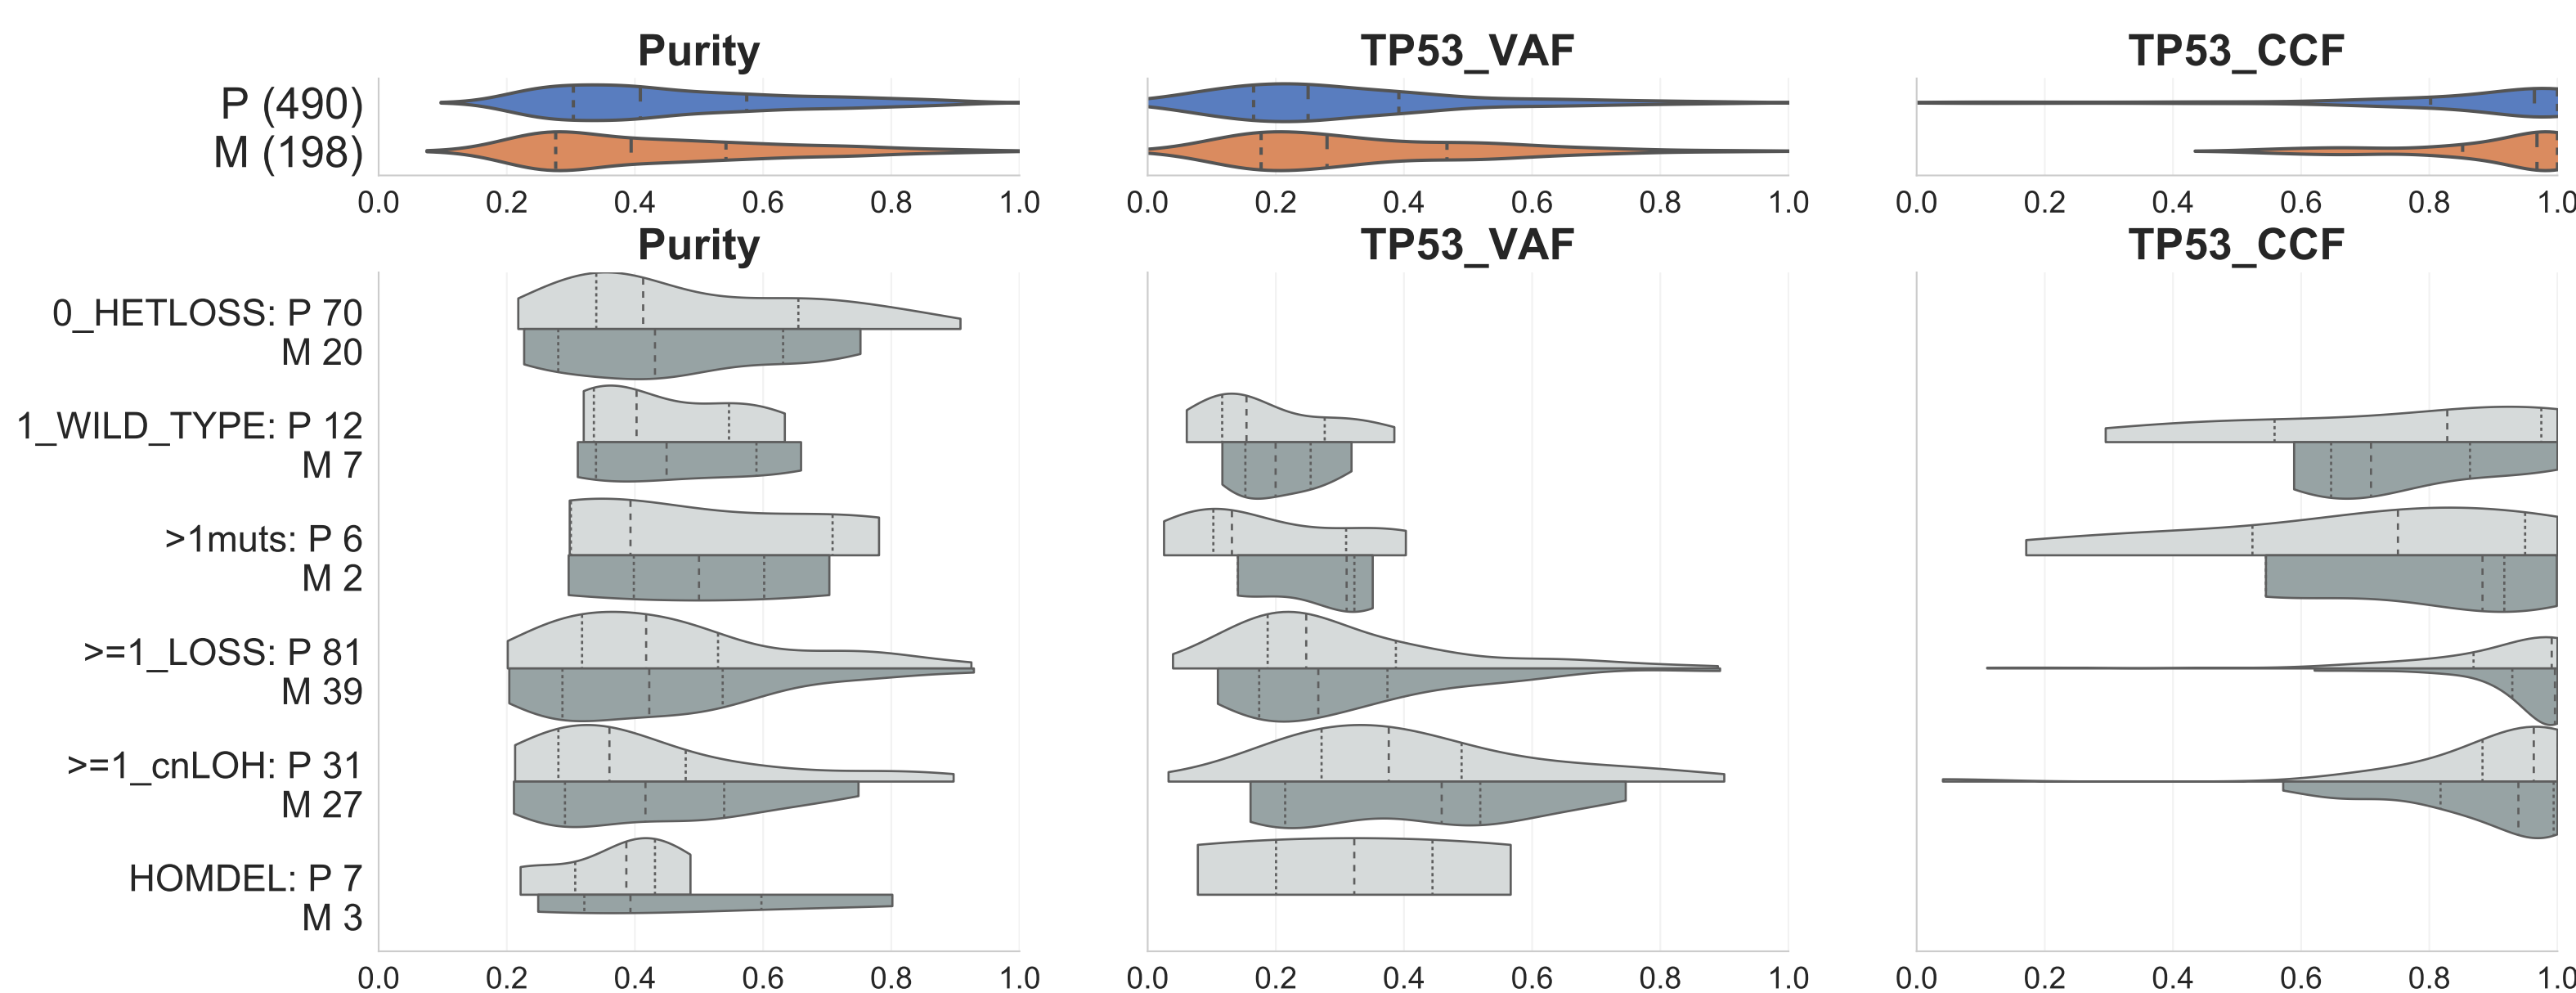 Purity TP53_VAF TP53_CCF
P (490)
M (198)
0.0 0.2 0.4 0.6 0.8 1.0 0.0 0.2 0.4 0.6 0.8 1.0 0.0 0.2 0.4 0.6 0.8 1.0
Purity TP53_VAF TP53_CCF
0_HETLOSS: P 70
M 20
1_WILD_TYPE: P 12
M 7
>1muts: P 6
M 2
>=1_LOSS: P 81
M 39
>=1_cnLOH: P 31
M 27
HOMDEL: P 7
M 3
0.0 0.2 0.4 0.6 0.8 1.0 0.0 0.2 0.4 0.6 0.8 1.0 0.0 0.2 0.4 0.6 0.8 1.0